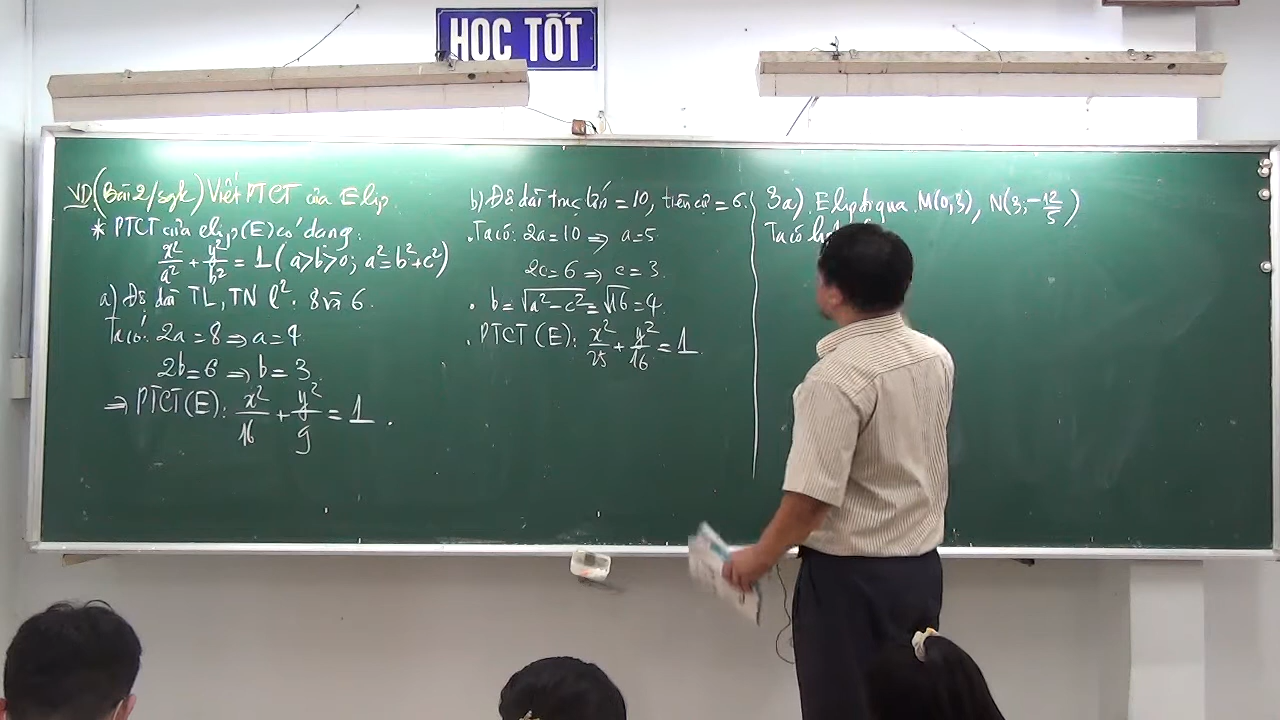 HỌC TỐT
VD (Bài 2/sgk) Viết PTCT của Elip.
* PTCT của elip (E) có dạng:
x²/a² + y²/b² = 1 (a>b>0; a²=b²+c²)
a) Độ dài TL, TN l² : 8 và 6.
Ta có: 2a = 8 ⇒ a = 4
2b = 6 ⇒ b = 3
⇒ PTCT (E): x²/16 + y²/9 = 1.
b) Độ dài trục lớn = 10, tiêu cự = 6.
. Ta có: 2a = 10 ⇒ a = 5
2c = 6 ⇒ c = 3.
. b = √(a² − c²) = √16 = 4.
. PTCT (E): x²/25 + y²/16 = 1.
3a). Elip đi qua M(0;3), N(3; −12/5)
Ta có